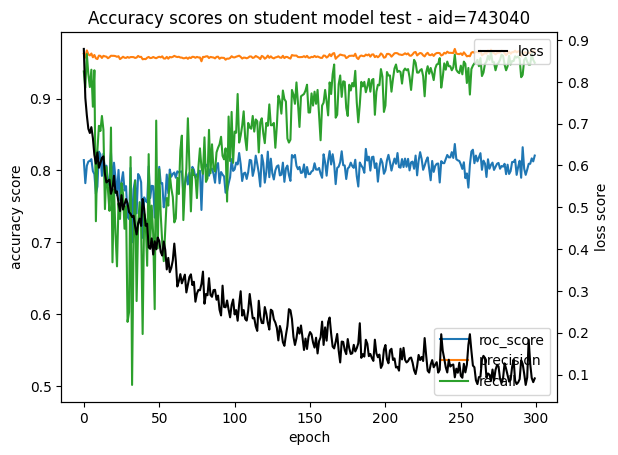 Accuracy scores on student model test - aid=743040
loss
accuracy score
0.9
0.8
0.7
0.6
0.5
0.9
0.8
0.7
0.6
0.5
0.4
0.3
0.2
0.1
loss score
roc_score
precision
recall
0
50
100
150
200
250
300
epoch